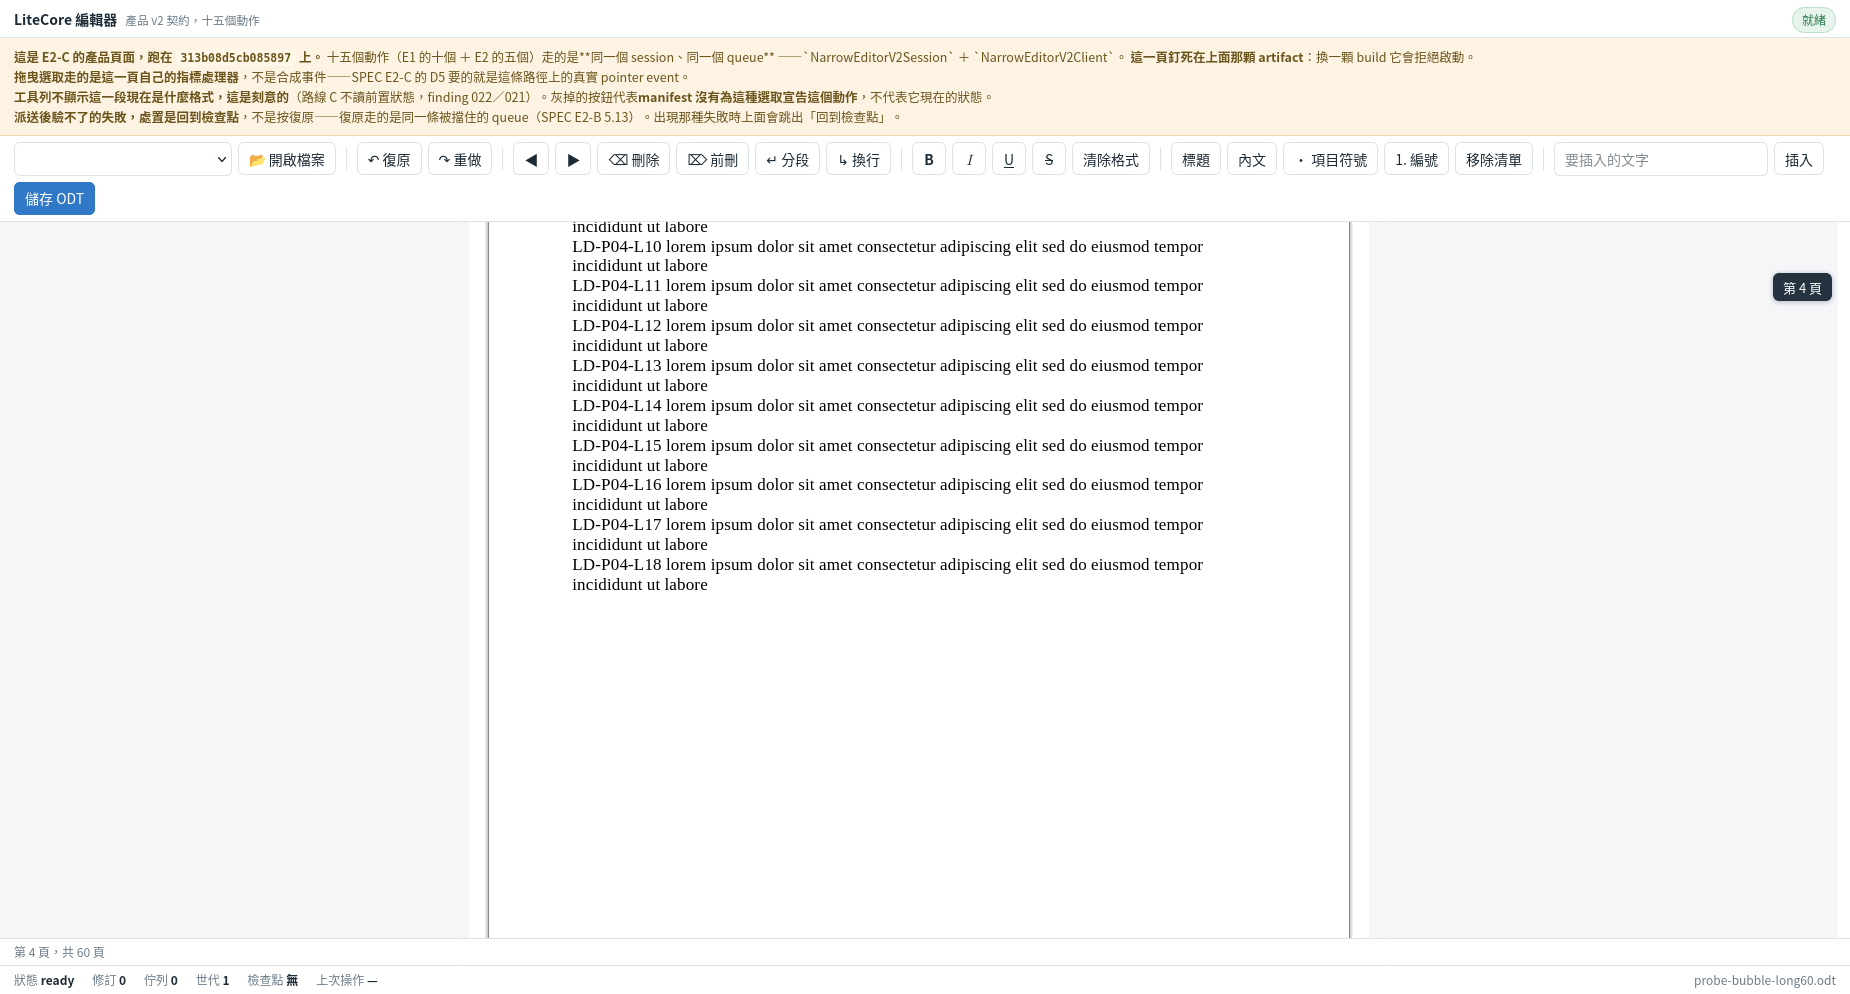 LiteCore 編輯器 產品 v2 契約，十五個動作 就緒
這是 E2-C 的產品頁面，跑在 313b08d5cb085897 上。 十五個動作（E1 的十個 ＋ E2 的五個）走的是**同一個 session、同一個 queue** ——`NarrowEditorV2Session` ＋ `NarrowEditorV2Client`。 這一頁釘死在上面那顆 artifact：換一顆 build 它會拒絕啟動。
拖曳選取走的是這一頁自己的指標處理器，不是合成事件——SPEC E2-C 的 D5 要的就是這條路徑上的真實 pointer event。
工具列不顯示這一段現在是什麼格式，這是刻意的（路線 C 不讀前置狀態，finding 022／021）。灰掉的按鈕代表manifest 沒有為這種選取宣告這個動作，不代表它現在的狀態。
派送後驗不了的失敗，處置是回到檢查點，不是按復原——復原走的是同一條被擋住的 queue（SPEC E2-B 5.13）。出現那種失敗時上面會跳出「回到檢查點」。
📂 開啟檔案 ↶ 復原 ↷ 重做 ◀ ▶ ⌫ 刪除 ⌦ 前刪 ↵ 分段 ↳ 換行 B I U S 清除格式 標題 內文 ・ 項目符號 1. 編號 移除清單 要插入的文字 插入
儲存 ODT
incididunt ut labore
LD-P04-L10 lorem ipsum dolor sit amet consectetur adipiscing elit sed do eiusmod tempor
incididunt ut labore
LD-P04-L11 lorem ipsum dolor sit amet consectetur adipiscing elit sed do eiusmod tempor
incididunt ut labore
LD-P04-L12 lorem ipsum dolor sit amet consectetur adipiscing elit sed do eiusmod tempor
incididunt ut labore
LD-P04-L13 lorem ipsum dolor sit amet consectetur adipiscing elit sed do eiusmod tempor
incididunt ut labore
LD-P04-L14 lorem ipsum dolor sit amet consectetur adipiscing elit sed do eiusmod tempor
incididunt ut labore
LD-P04-L15 lorem ipsum dolor sit amet consectetur adipiscing elit sed do eiusmod tempor
incididunt ut labore
LD-P04-L16 lorem ipsum dolor sit amet consectetur adipiscing elit sed do eiusmod tempor
incididunt ut labore
LD-P04-L17 lorem ipsum dolor sit amet consectetur adipiscing elit sed do eiusmod tempor
incididunt ut labore
LD-P04-L18 lorem ipsum dolor sit amet consectetur adipiscing elit sed do eiusmod tempor
incididunt ut labore
第 4 頁
第 4 頁，共 60 頁
狀態 ready 修訂 0 佇列 0 世代 1 檢查點 無 上次操作 — probe-bubble-long60.odt